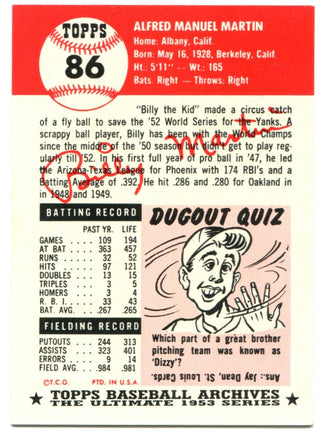 TOPPS
86
ALFRED MANUEL MARTIN
Home: Albany, Calif.
Born: May 16, 1928, Berkeley, Calif.
Ht.: 5'11" —Wt.: 165
Bats: Right — Throws: Right
"Billy the Kid" made a circus catch
of a fly ball to save the '52 World Series for the Yanks. A
scrappy ball player, Billy has been with the World Champs
since the middle of the '50 season but didn't get to play regu-
larly til '52. In his first full year of pro ball in '47, he led
the Arizona-Texas League for Phoenix with 174 RBI's and a
Batting Average of .392. He hit .286 and .280 for Oakland in
1948 and 1949.
Billy Martin
BATTING RECORD
PAST YR. LIFE
GAMES 109 194
AT BAT 363 457
RUNS 32 52
HITS 97 121
DOUBLES 13 15
TRIPLES 3 5
HOMERS 3 4
R. B. I. 33 43
BAT. AVG. .267 .265
FIELDING RECORD
PUTOUTS 244 314
ASSISTS 323 401
ERRORS 9 14
FIELD AVG. .984 .981
©T.C.G. PTD. IN U.S.A.
DUGOUT QUIZ
Which part of a great brother
pitching team was known as
'Dizzy'?
Ans.: Jay Dean, St. Louis Cards.
★ TOPPS BASEBALL ARCHIVES ★
THE ULTIMATE 1953 SERIES